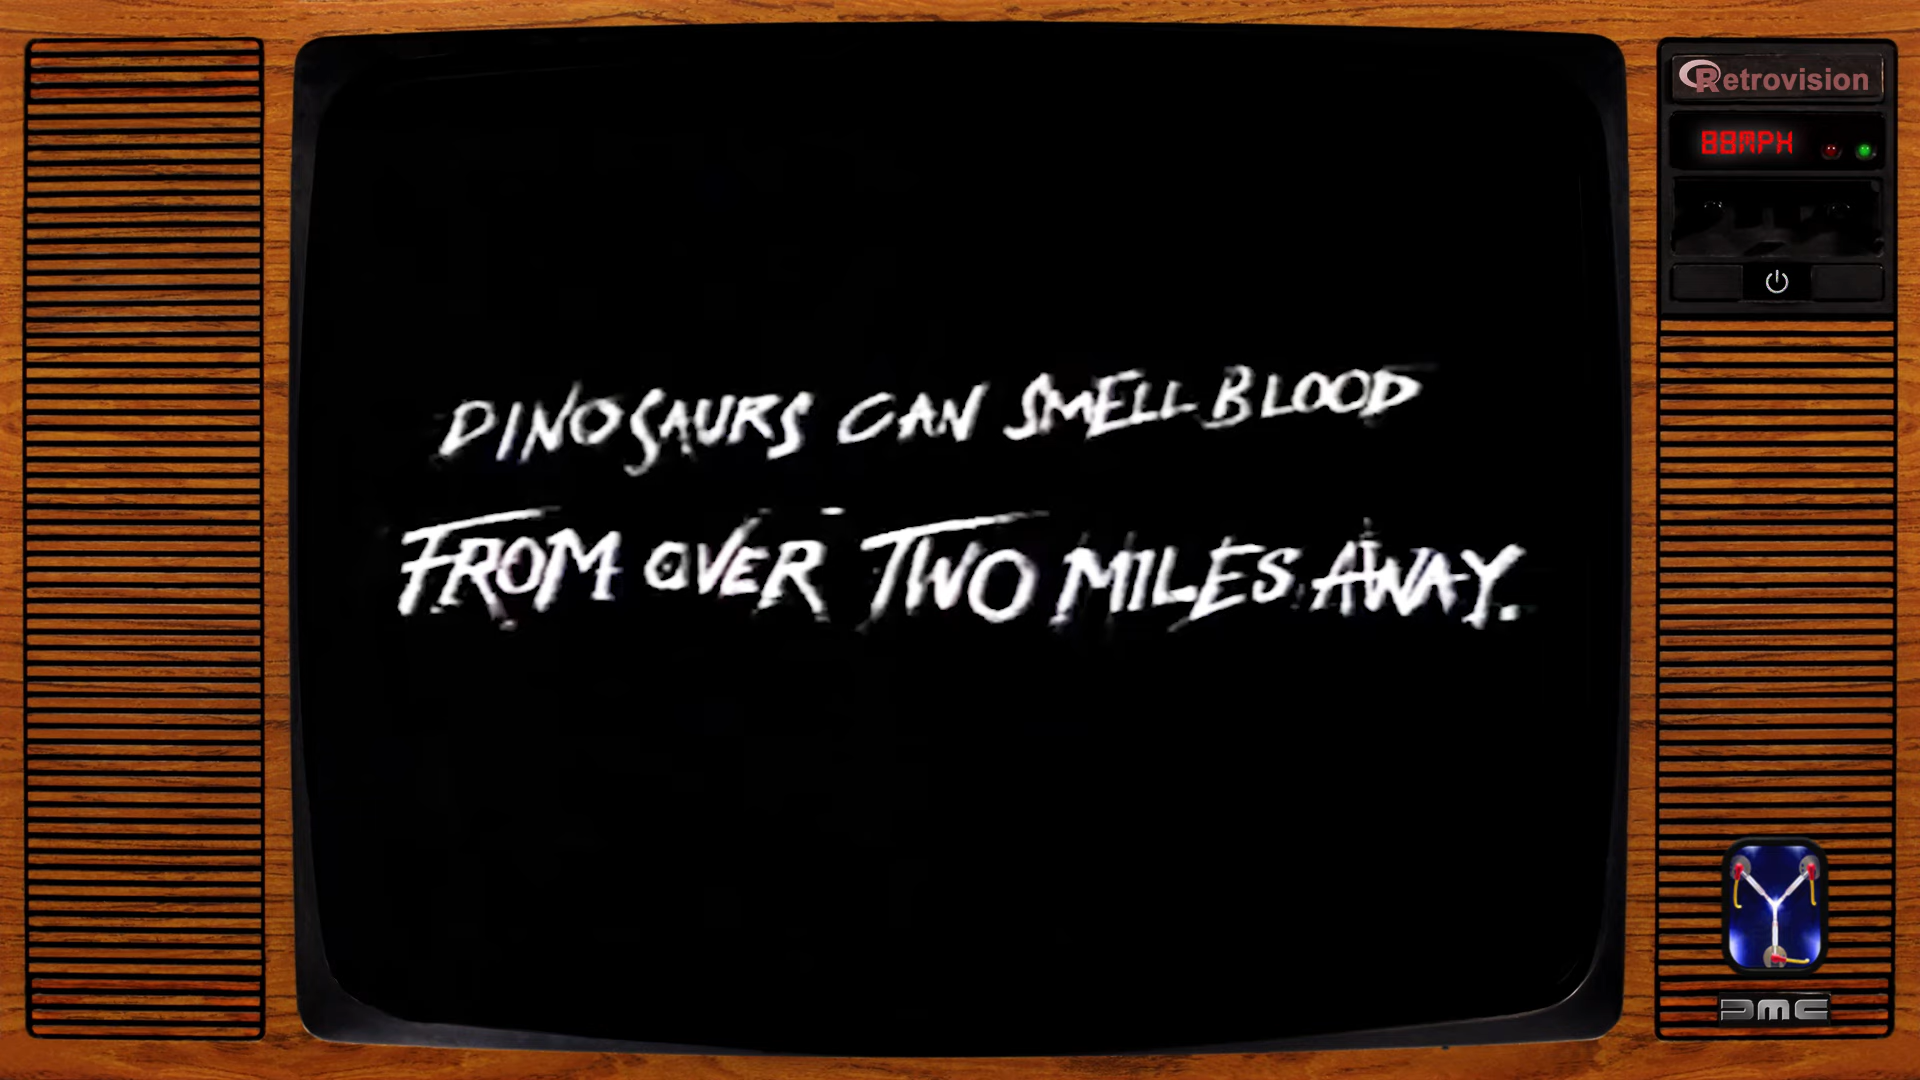 Retrovision
88MPH
DINOSAURS CAN SMELL BLOOD
FROM OVER TWO MILES AWAY.
DMC